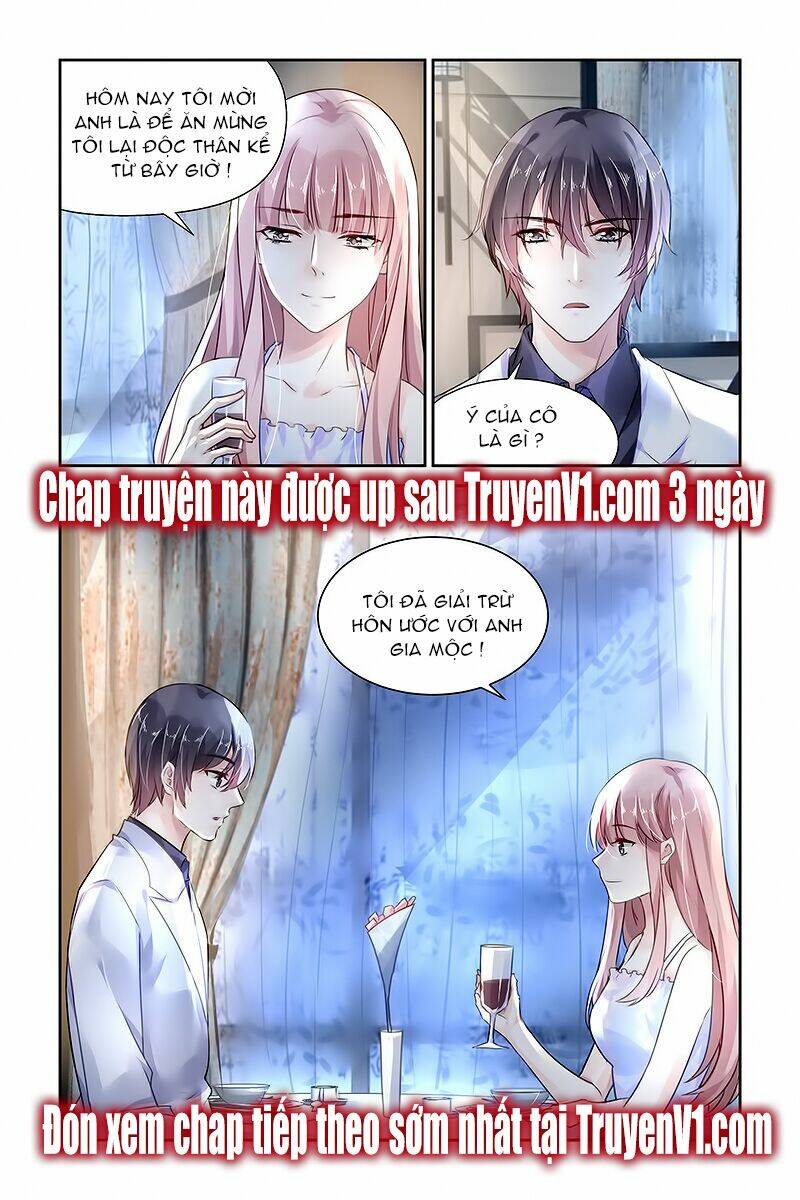 HÔM NAY TÔI MỜI
ANH LÀ ĐỂ ĂN MỪNG
TÔI LẠI ĐỘC THÂN KỂ
TỪ BÂY GIỜ !
Ý CỦA CÔ
LÀ GÌ ?
Chap truyện này được up sau TruyenV1.com 3 ngày
TÔI ĐÃ GIẢI TRỪ
HÔN ƯỚC VỚI ANH
GIA MỘC !
Đón xem chap tiếp theo sớm nhất tại TruyenV1.com